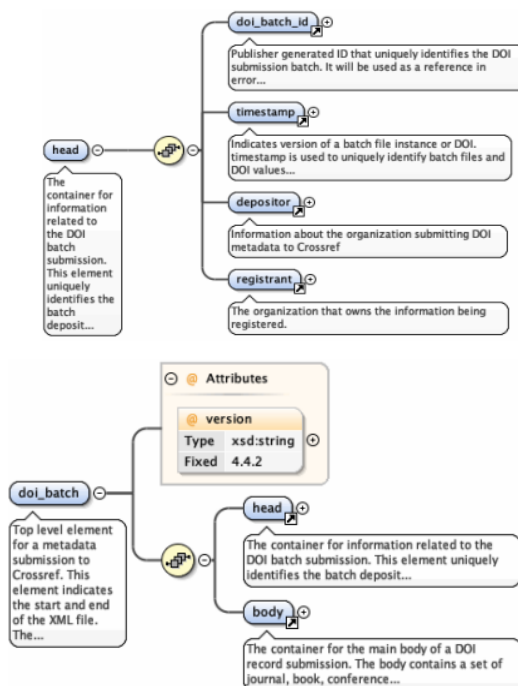 doi_batch_id
Publisher generated ID that uniquely identifies the DOI
submission batch. It will be used as a reference in
error...
timestamp
Indicates version of a batch file instance or DOI.
timestamp is used to uniquely identify batch files and
DOI values...
head
The
container for
information
related to
the DOI
batch
submission.
This element
uniquely
identifies the
batch
deposit...
depositor
Information about the organization submitting DOI
metadata to Crossref
registrant
The organization that owns the information being
registered.
@ Attributes
@ version
Type xsd:string
Fixed 4.4.2
doi_batch
Top level element
for a metadata
submission to
Crossref. This
element indicates
the start and end
of the XML file.
The...
head
The container for information related to the
DOI batch submission. This element uniquely
identifies the batch deposit...
body
The container for the main body of a DOI
record submission. The body contains a set of
journal, book, conference...